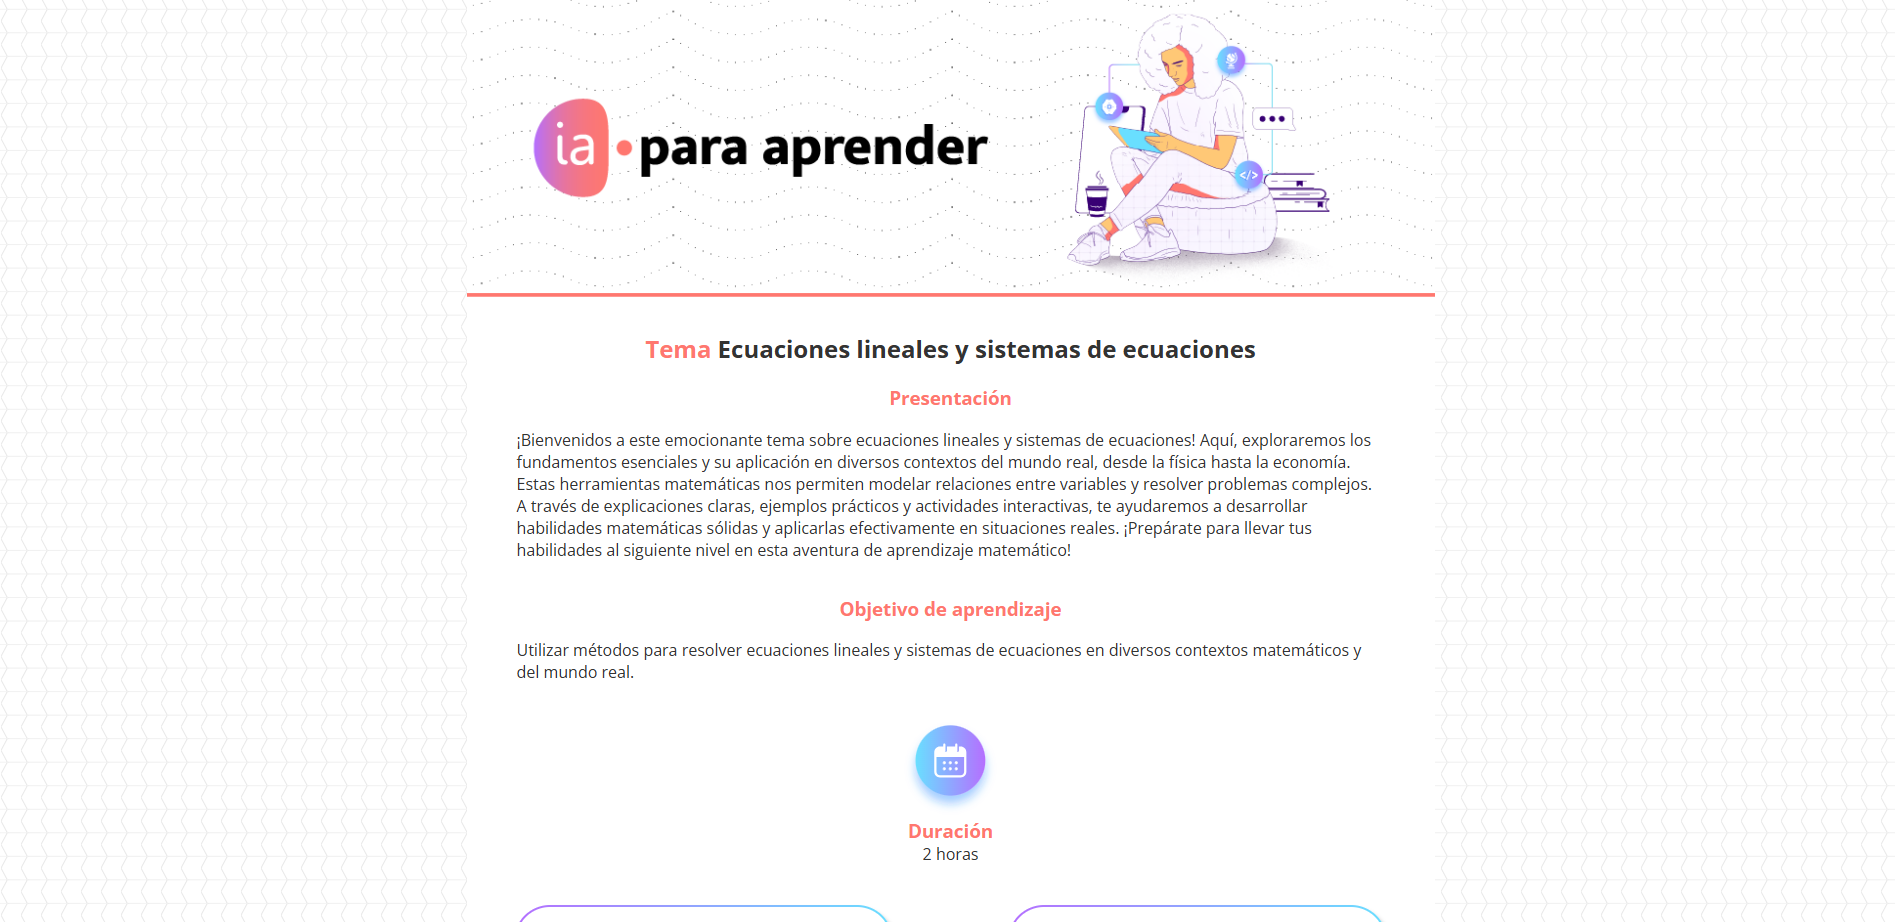 ia para aprender
</>
Tema Ecuaciones lineales y sistemas de ecuaciones
Presentación
¡Bienvenidos a este emocionante tema sobre ecuaciones lineales y sistemas de ecuaciones! Aquí, exploraremos los
fundamentos esenciales y su aplicación en diversos contextos del mundo real, desde la física hasta la economía.
Estas herramientas matemáticas nos permiten modelar relaciones entre variables y resolver problemas complejos.
A través de explicaciones claras, ejemplos prácticos y actividades interactivas, te ayudaremos a desarrollar
habilidades matemáticas sólidas y aplicarlas efectivamente en situaciones reales. ¡Prepárate para llevar tus
habilidades al siguiente nivel en esta aventura de aprendizaje matemático!
Objetivo de aprendizaje
Utilizar métodos para resolver ecuaciones lineales y sistemas de ecuaciones en diversos contextos matemáticos y
del mundo real.
Duración
2 horas